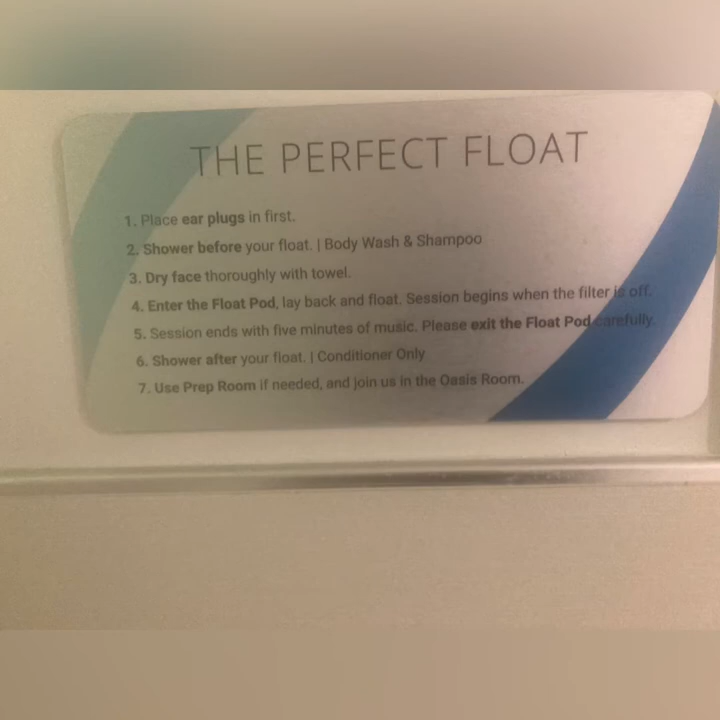 THE PERFECT FLOAT
1. Place ear plugs in first.
2. Shower before your float. | Body Wash & Shampoo
3. Dry face thoroughly with towel.
4. Enter the Float Pod, lay back and float. Session begins when the filter is off.
5. Session ends with five minutes of music. Please exit the Float Pod carefully.
6. Shower after your float. | Conditioner Only
7. Use Prep Room if needed, and join us in the Oasis Room.